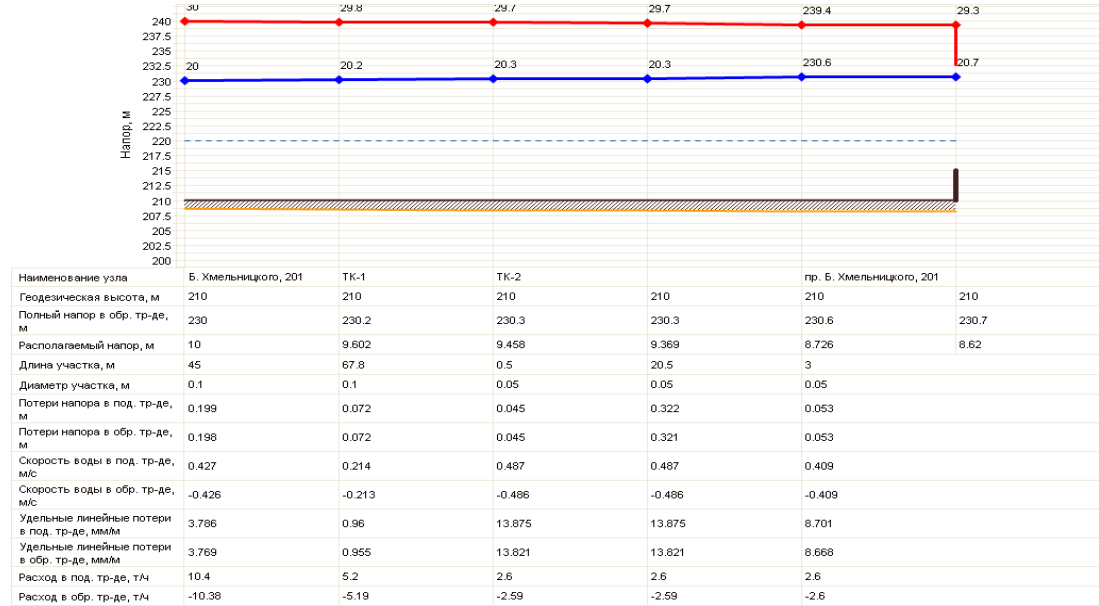 30 29.8 29.7 29.7 239.4 29.3
240
237.5
235
232.5
230
227.5
225
222.5
220
217.5
215
212.5
210
207.5
205
202.5
200
Напор, м
20 20.2 20.3 20.3 230.6 20.7
Наименование узла Б. Хмельницкого, 201 ТК-1 ТК-2 пр. Б. Хмельницкого, 201
Геодезическая высота, м 210 210 210 210 210 210
Полный напор в обр. тр-де,
м 230 230.2 230.3 230.3 230.6 230.7
Располагаемый напор, м 10 9.602 9.458 9.369 8.726 8.62
Длина участка, м 45 67.8 0.5 20.5 3
Диаметр участка, м 0.1 0.1 0.05 0.05 0.05
Потери напора в под. тр-де,
м 0.199 0.072 0.045 0.322 0.053
Потери напора в обр. тр-де,
м 0.198 0.072 0.045 0.321 0.053
Скорость воды в под. тр-де,
м/с 0.427 0.214 0.487 0.487 0.409
Скорость воды в обр. тр-де,
м/с -0.426 -0.213 -0.486 -0.486 -0.409
Удельные линейные потери
в под. тр-де, мм/м 3.786 0.96 13.875 13.875 8.701
Удельные линейные потери
в обр. тр-де, мм/м 3.769 0.955 13.821 13.821 8.668
Расход в под. тр-де, т/ч 10.4 5.2 2.6 2.6 2.6
Расход в обр. тр-де, т/ч -10.38 -5.19 -2.59 -2.59 -2.6